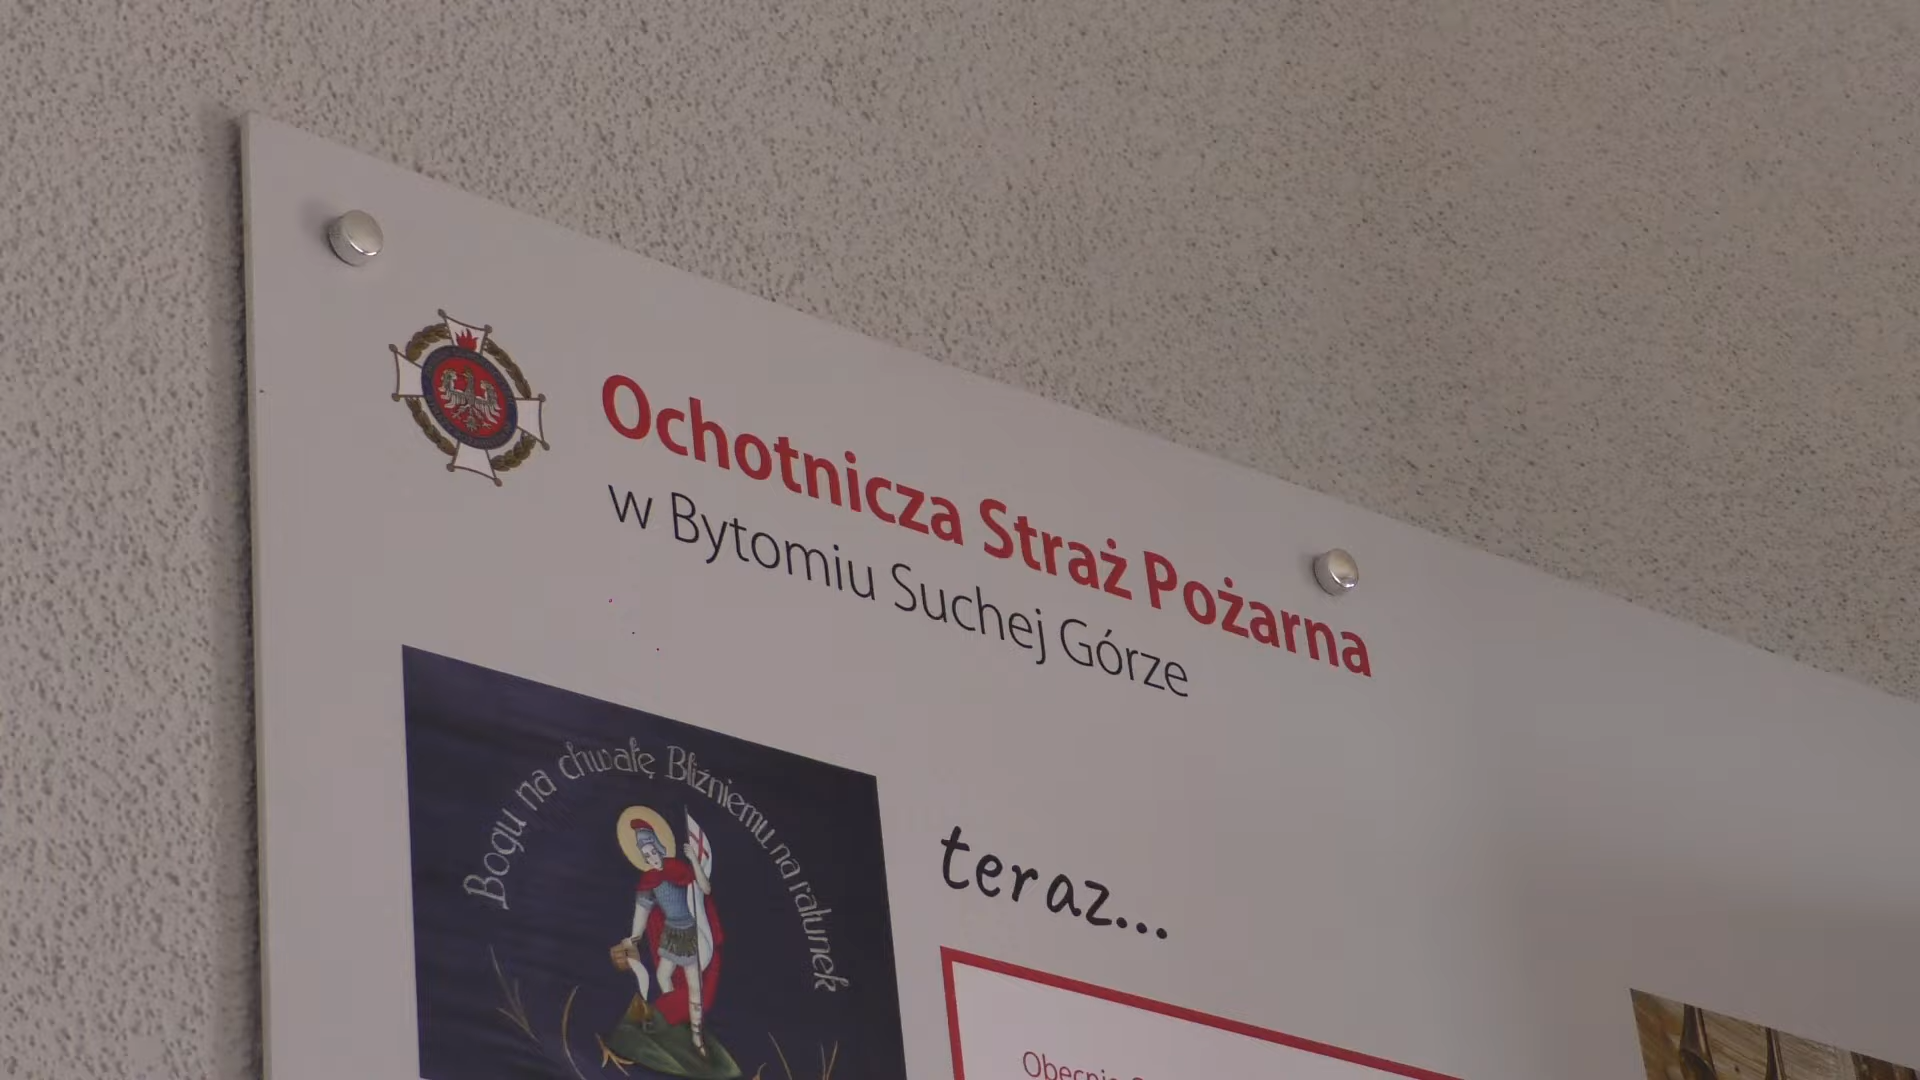 Ochotnicza Straż Pożarna
w Bytomiu Suchej Górze
Bogu na chwałę Bliźniemu na ratunek
teraz...